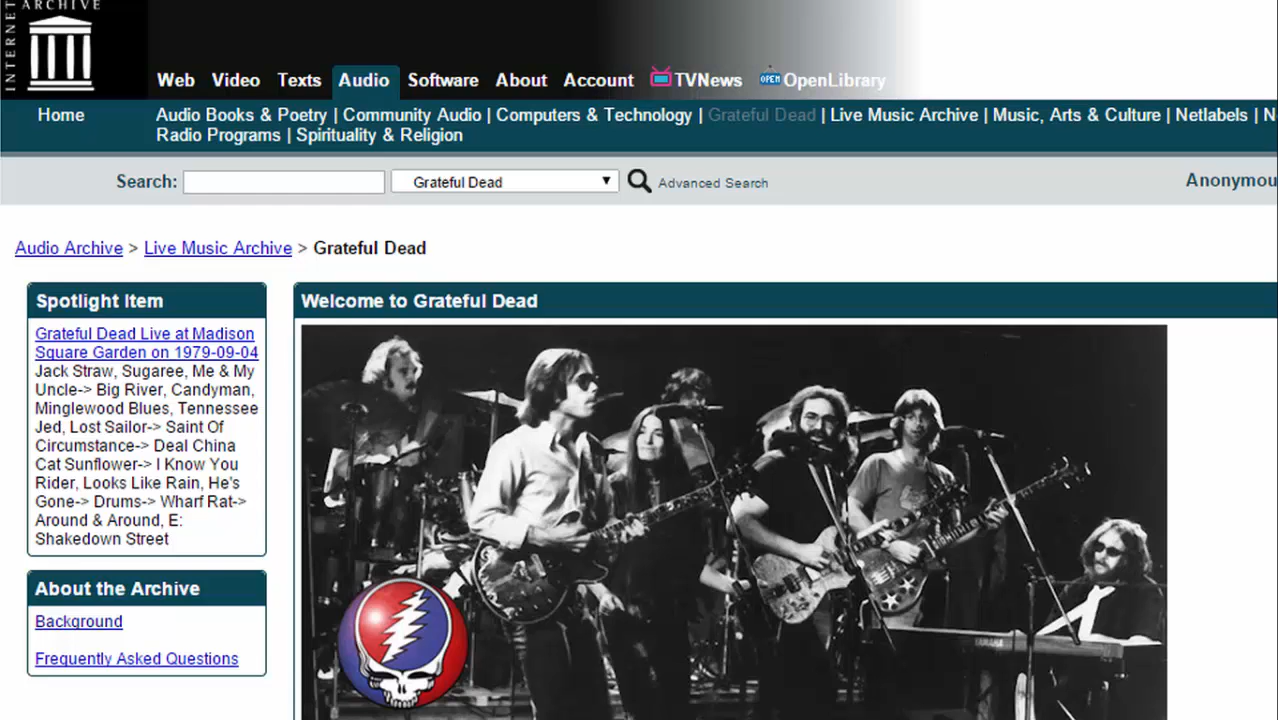 INTERNET
ARCHIVE
Web Video Texts Audio Software About Account TVNews OPEN OpenLibrary
Home
Audio Books & Poetry | Community Audio | Computers & Technology | Grateful Dead | Live Music Archive | Music, Arts & Culture | Netlabels | N
Radio Programs | Spirituality & Religion
Search: Grateful Dead Advanced Search Anonymou
Audio Archive > Live Music Archive > Grateful Dead
Spotlight Item
Grateful Dead Live at Madison
Square Garden on 1979-09-04
Jack Straw, Sugaree, Me & My
Uncle-> Big River, Candyman,
Minglewood Blues, Tennessee
Jed, Lost Sailor-> Saint Of
Circumstance-> Deal China
Cat Sunflower-> I Know You
Rider, Looks Like Rain, He's
Gone-> Drums-> Wharf Rat->
Around & Around, E:
Shakedown Street
About the Archive
Background
Frequently Asked Questions
Welcome to Grateful Dead
YAMAHA